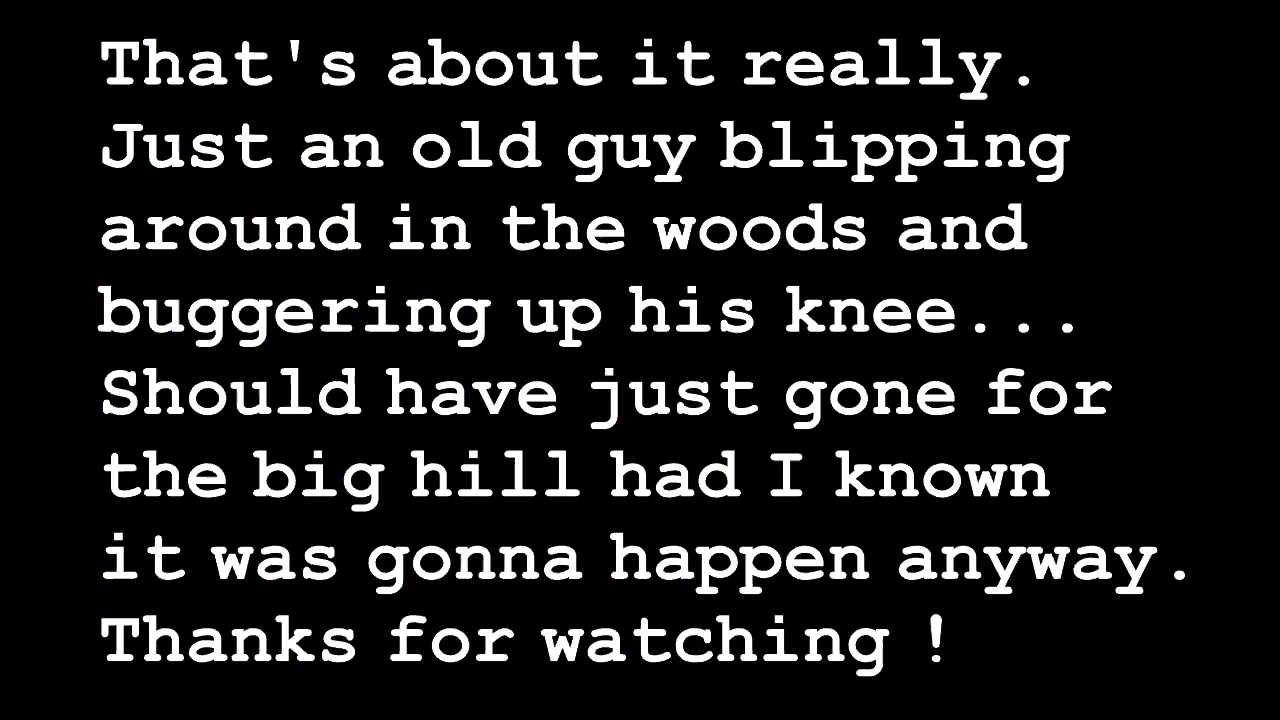 That's about it really.
Just an old guy blipping
around in the woods and
buggering up his knee...
Should have just gone for
the big hill had I known
it was gonna happen anyway.
Thanks for watching !